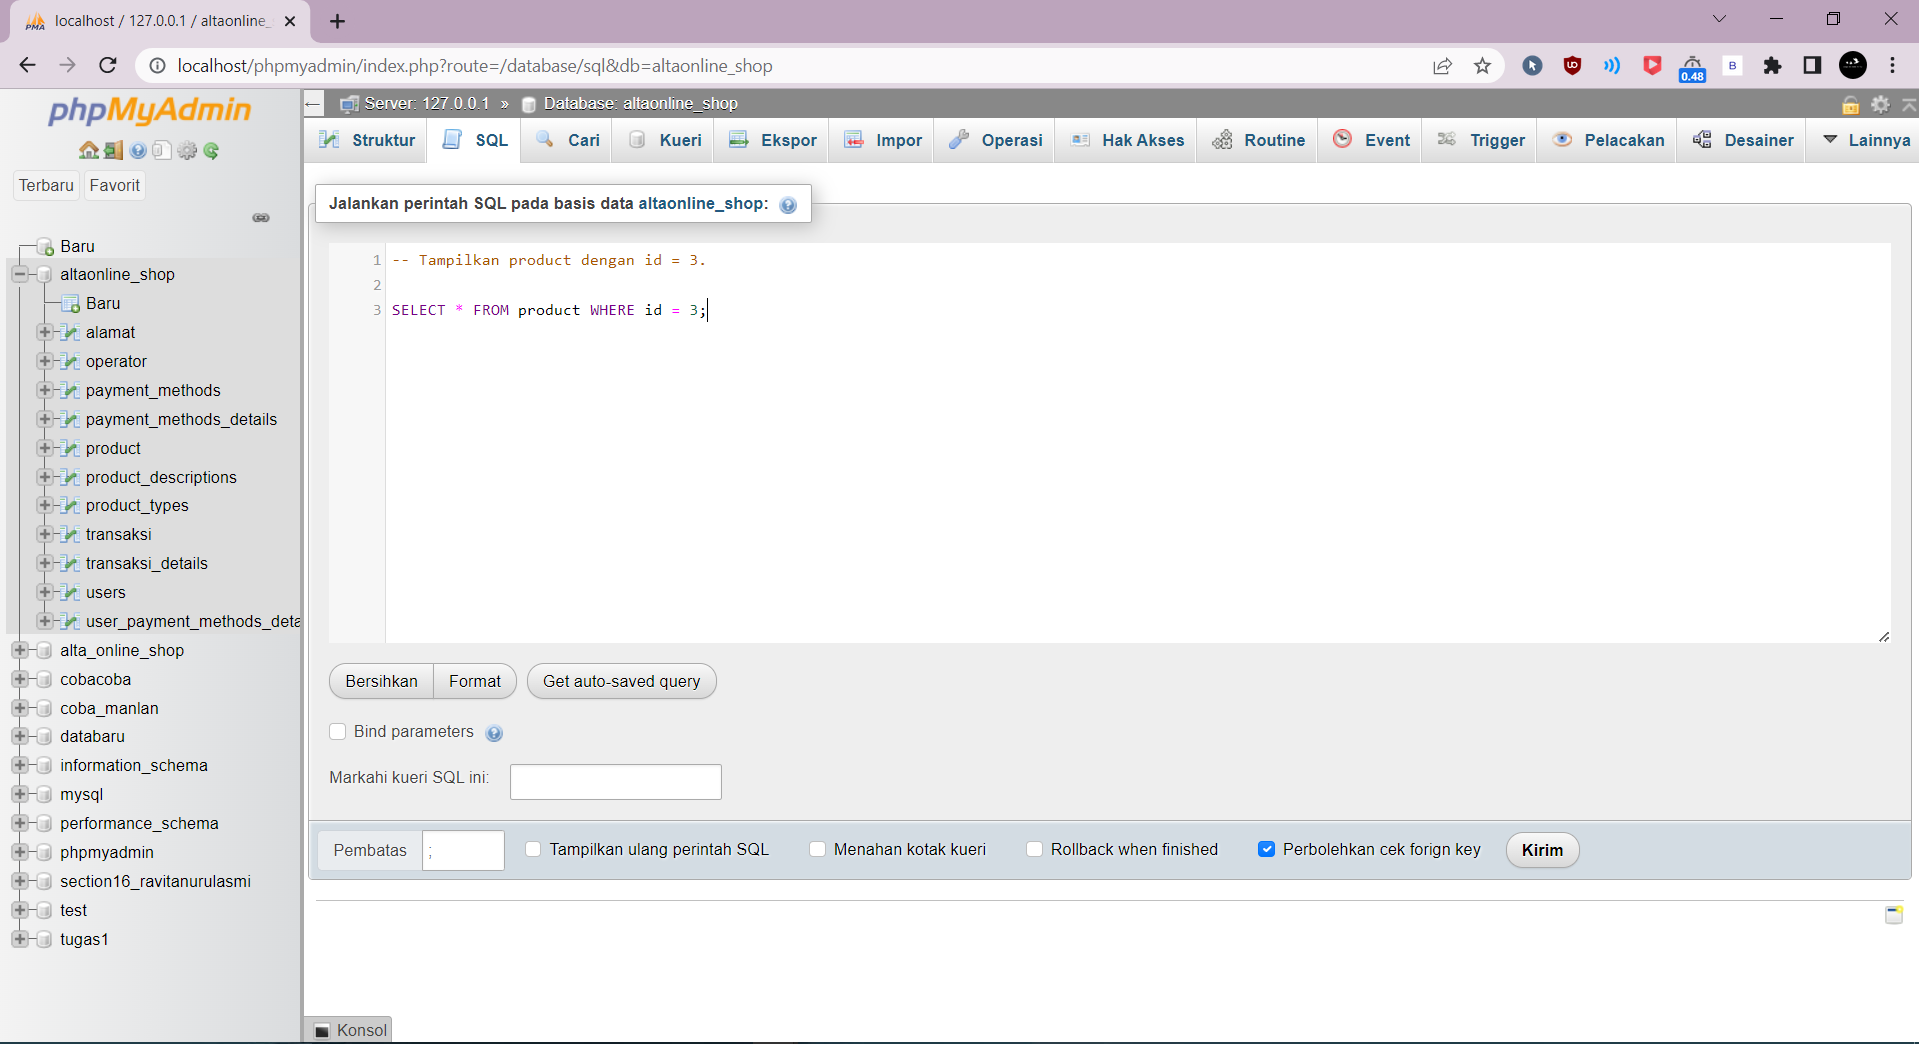 localhost / 127.0.0.1 / altaonline_
localhost/phpmyadmin/index.php?route=/database/sql&db=altaonline_shop
0.48
B
phpMyAdmin
Terbaru Favorit
Baru
altaonline_shop
Baru
alamat
operator
payment_methods
payment_methods_details
product
product_descriptions
product_types
transaksi
transaksi_details
users
user_payment_methods_deta
alta_online_shop
cobacoba
coba_manlan
databaru
information_schema
mysql
performance_schema
phpmyadmin
section16_ravitanurulasmi
test
tugas1
Server: 127.0.0.1 » Database: altaonline_shop
Struktur SQL Cari Kueri Ekspor Impor Operasi Hak Akses Routine Event Trigger Pelacakan Desainer Lainnya
Jalankan perintah SQL pada basis data altaonline_shop:
1 -- Tampilkan product dengan id = 3.
2
3 SELECT * FROM product WHERE id = 3;
Bersihkan Format Get auto-saved query
Bind parameters
Markahi kueri SQL ini:
Pembatas ; Tampilkan ulang perintah SQL Menahan kotak kueri Rollback when finished Perbolehkan cek forign key Kirim
Konsol